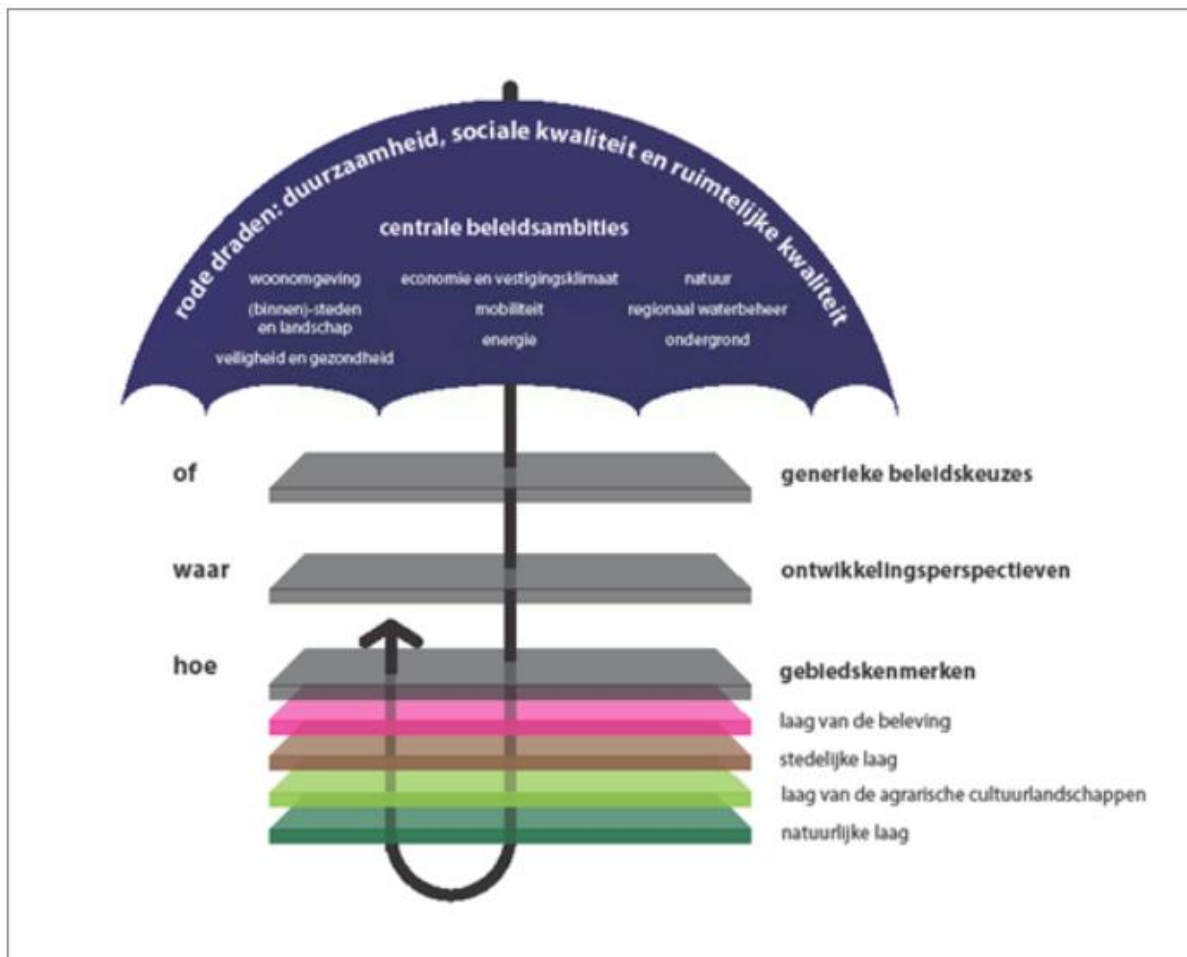 rode draden: duurzaamheid, sociale kwaliteit en ruimtelijke kwaliteit
centrale beleidsambities
woonomgeving
(binnen)-steden
en landschap
veiligheid en gezondheid
economie en vestigingsklimaat
mobiliteit
energie
natuur
regionaal waterbeheer
ondergrond
of
generieke beleidskeuzes
waar
ontwikkelingsperspectieven
hoe
gebiedskenmerken
laag van de beleving
stedelijke laag
laag van de agrarische cultuurlandschappen
natuurlijke laag